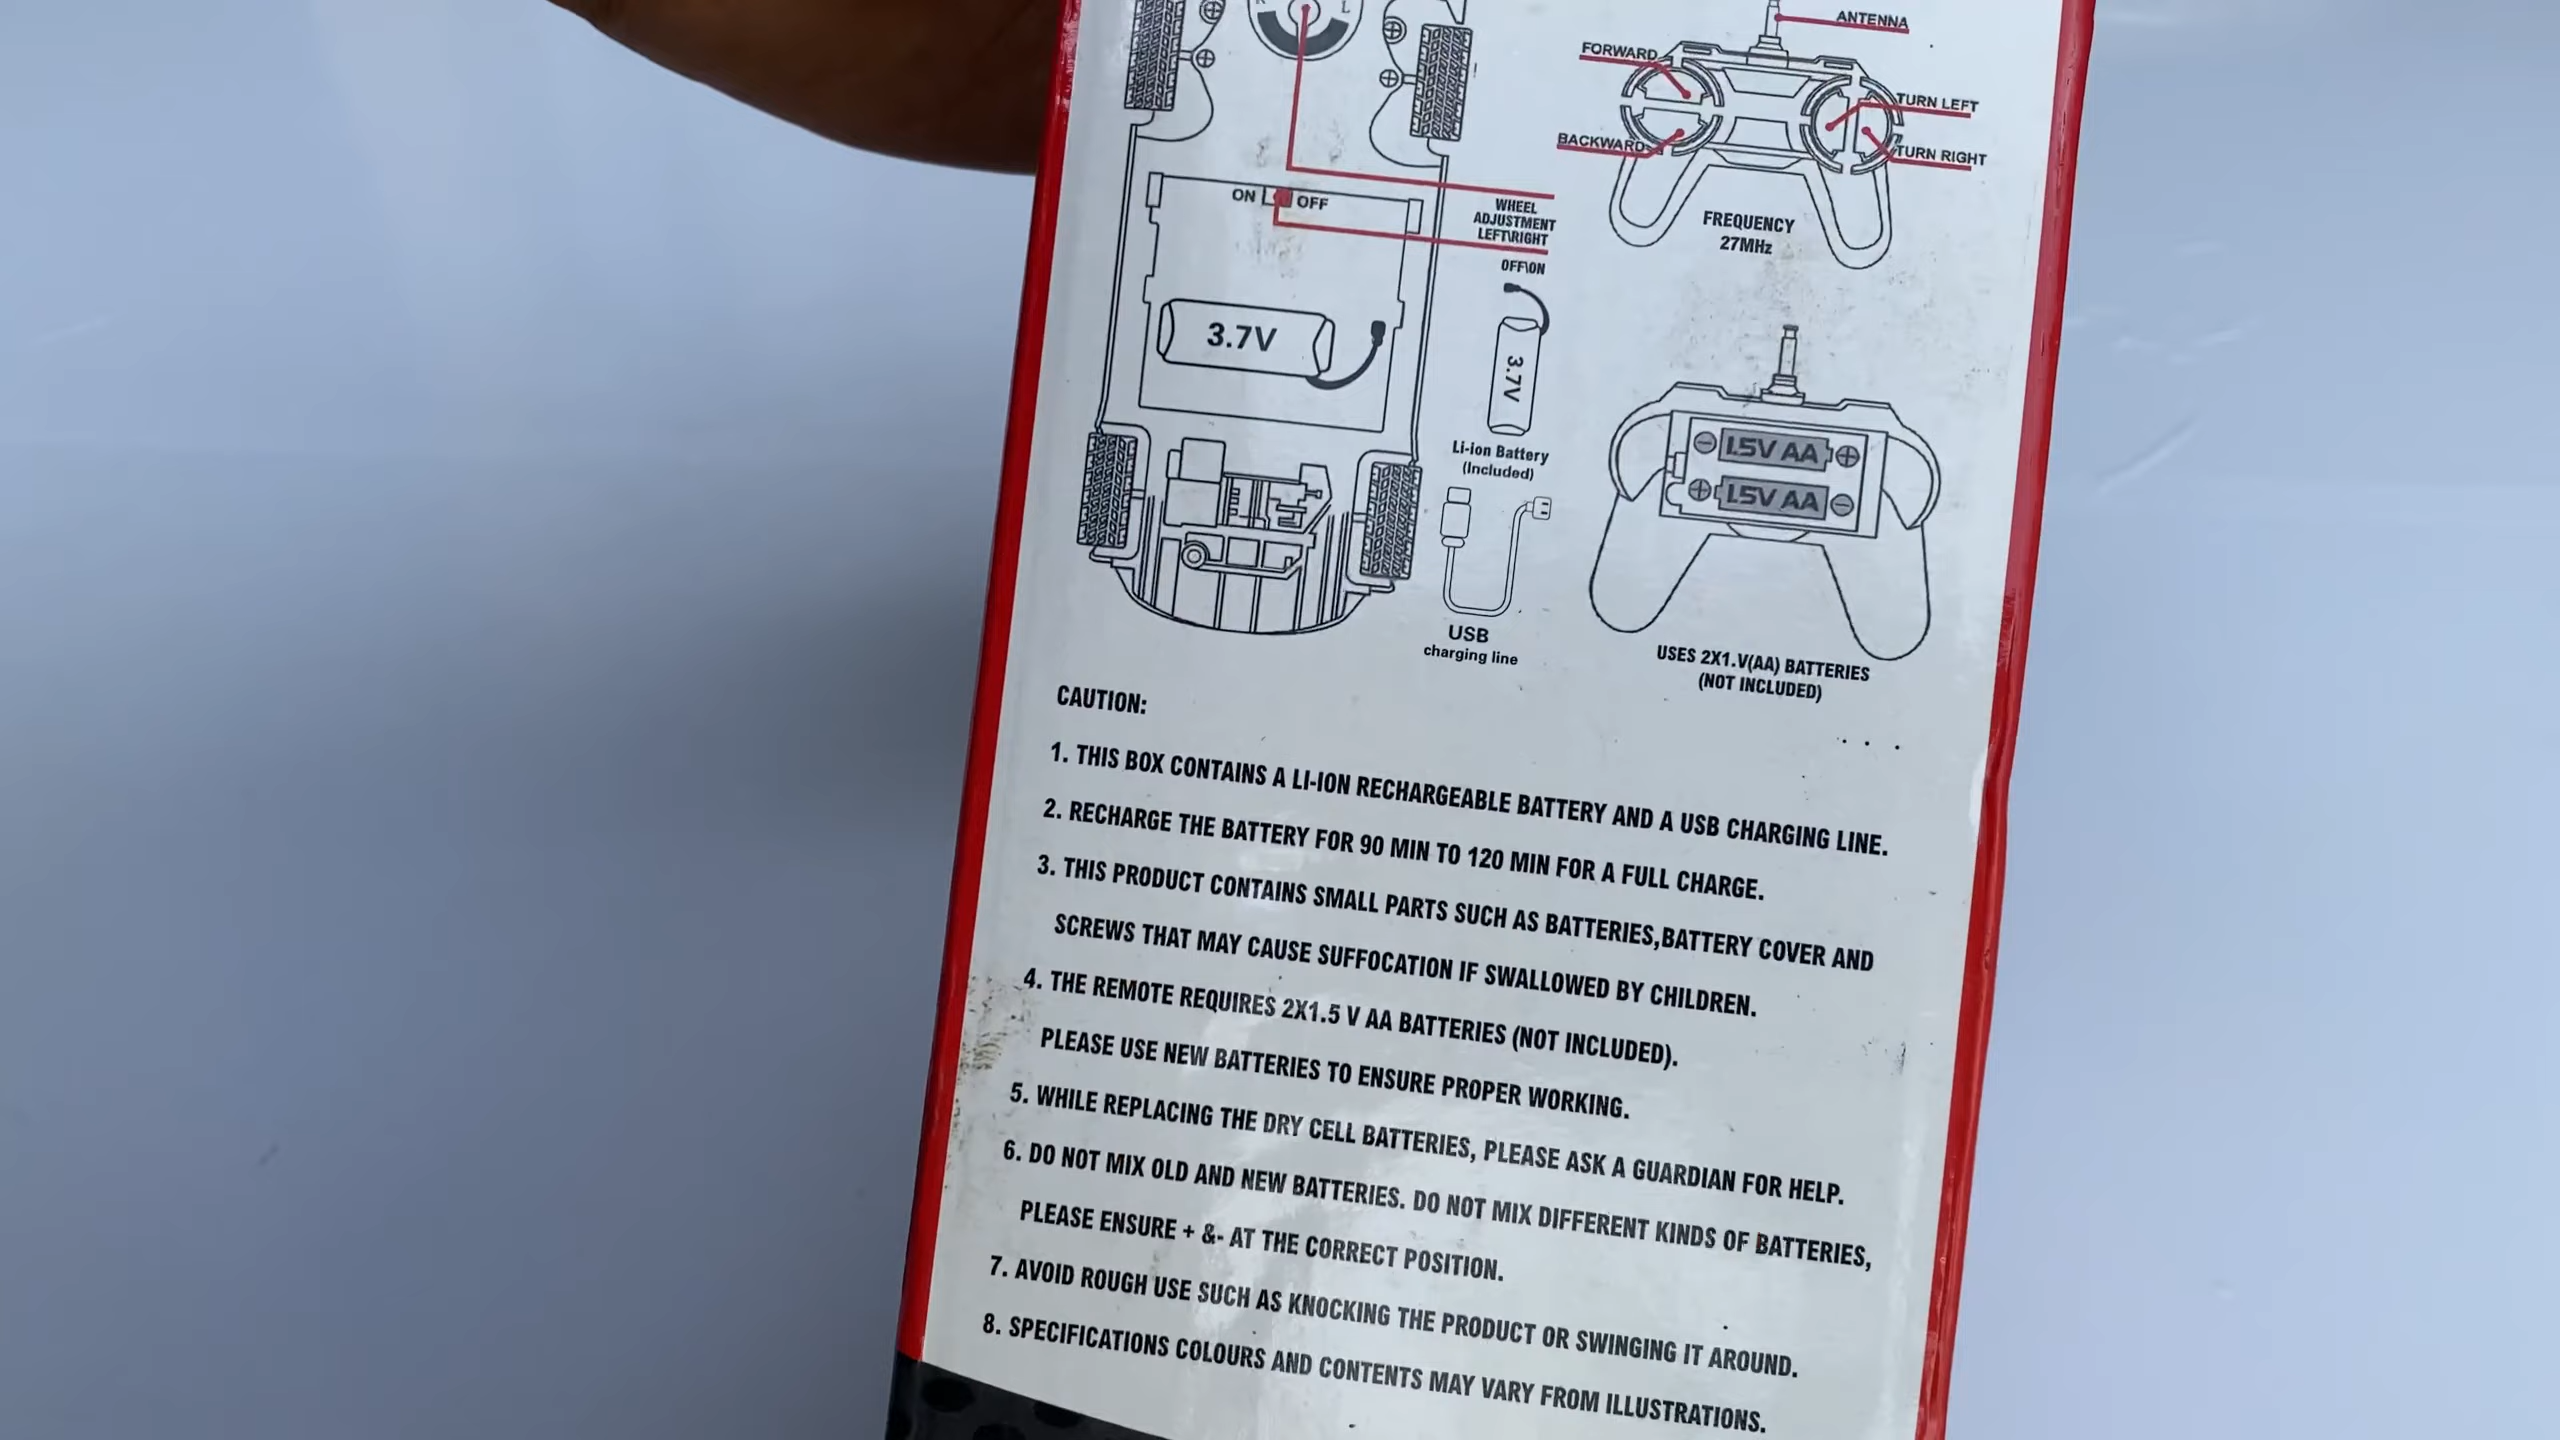 L
ANTENNA
FORWARD
TURN LEFT
BACKWARD
TURN RIGHT
ON OFF
WHEEL
ADJUSTMENT
LEFT\RIGHT
FREQUENCY
27MHz
OFF\ON
3.7V
3.7V
Li-ion Battery
(Included)
1.5V AA
1.5V AA
USB
charging line
USES 2X1.V(AA) BATTERIES
(NOT INCLUDED)
CAUTION:
1. THIS BOX CONTAINS A LI-ION RECHARGEABLE BATTERY AND A USB CHARGING LINE.
2. RECHARGE THE BATTERY FOR 90 MIN TO 120 MIN FOR A FULL CHARGE.
3. THIS PRODUCT CONTAINS SMALL PARTS SUCH AS BATTERIES,BATTERY COVER AND
SCREWS THAT MAY CAUSE SUFFOCATION IF SWALLOWED BY CHILDREN.
4. THE REMOTE REQUIRES 2X1.5 V AA BATTERIES (NOT INCLUDED).
PLEASE USE NEW BATTERIES TO ENSURE PROPER WORKING.
5. WHILE REPLACING THE DRY CELL BATTERIES, PLEASE ASK A GUARDIAN FOR HELP.
6. DO NOT MIX OLD AND NEW BATTERIES. DO NOT MIX DIFFERENT KINDS OF BATTERIES,
PLEASE ENSURE + &- AT THE CORRECT POSITION.
7. AVOID ROUGH USE SUCH AS KNOCKING THE PRODUCT OR SWINGING IT AROUND.
8. SPECIFICATIONS COLOURS AND CONTENTS MAY VARY FROM ILLUSTRATIONS.